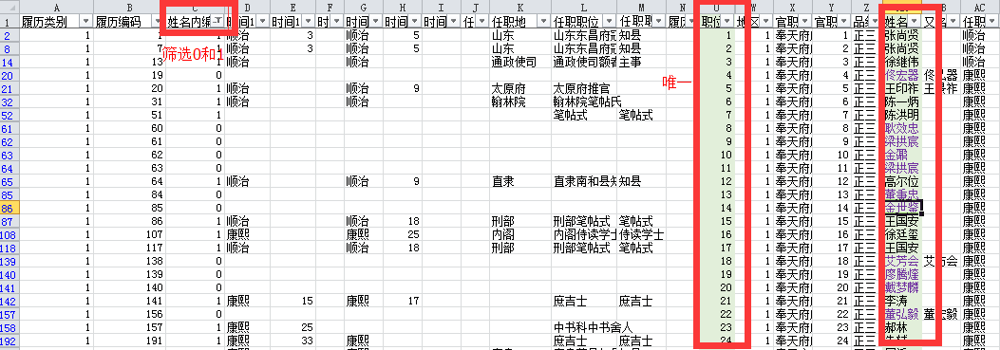 A B C D E F G H I J K L M N U W X Y Z B AC
1 履历类别 履历编码 姓名内编 时间1 时间1 时 时间 时间 时间 任 任职地 任职职位 任职职 履历 职位 地区 官职 官职 品 姓名 又名 任职
2 1 1 1 顺治 3 顺治 5 山东 山东东昌府冠 知县 1 1 奉天府 1 正三 张尚贤 顺治
8 1 7 1 顺治 3 顺治 5 山东 山东东昌府冠 知县 2 1 奉天府 2 正三 张尚贤 顺治
筛选0和1
14 1 13 1 通政使司 通政使司额者 主事 3 1 奉天府 3 正三 徐继伟 顺治
20 1 19 0 4 1 奉天府 4 正三 佟宏器 佟 器 康熙
唯一
21 1 20 1 顺治 顺治 9 太原府 太原府推官 5 1 奉天府 5 正三 王印祚 王 祚 康熙
32 1 31 1 顺治 翰林院 翰林院笔帖氏 6 1 奉天府 6 正三 陈一炳 康熙
52 1 51 1 笔帖式 笔帖式 7 1 奉天府 7 正三 陈洪明 康熙
61 1 60 0 8 1 奉天府 8 正三 耿效忠 康熙
62 1 61 0 9 1 奉天府 9 正三 梁拱宸 康熙
63 1 62 0 10 1 奉天府 10 正三 金鼐 康熙
64 1 63 0 11 1 奉天府 11 正三 梁拱宸 康熙
65 1 64 1 顺治 顺治 9 直隶 直隶南和县知 知县 12 1 奉天府 12 正三 高尔位 康熙
85 1 84 0 13 1 奉天府 13 正三 董秉忠 康熙
86 1 85 0 14 1 奉天府 14 正三 金世鉴 康熙
87 1 86 1 顺治 顺治 18 刑部 刑部笔帖式 笔帖式 15 1 奉天府 15 正三 王国安 康熙
108 1 107 1 康熙 康熙 25 内阁 内阁侍读学士 侍读学士 16 1 奉天府 16 正三 徐廷玺 康熙
118 1 117 1 顺治 顺治 18 刑部 刑部笔帖式 笔帖式 17 1 奉天府 17 正三 王国安 康熙
139 1 138 0 18 1 奉天府 18 正三 艾芳会 艾 会 康熙
140 1 139 0 19 1 奉天府 19 正三 廖腾煃 康熙
141 1 140 0 20 1 奉天府 20 正三 戴梦麟 康熙
142 1 141 1 康熙 15 康熙 17 庶吉士 庶吉士 21 1 奉天府 21 正三 李涛 康熙
157 1 156 0 22 1 奉天府 22 正三 董弘毅 董 毅 康熙
158 1 157 1 康熙 25 中书科中书舍人 23 1 奉天府 23 正三 郝林 康熙
192 1 191 1 康熙 33 康熙 庶吉士 庶吉士 24 1 奉天府 24 正三 康熙